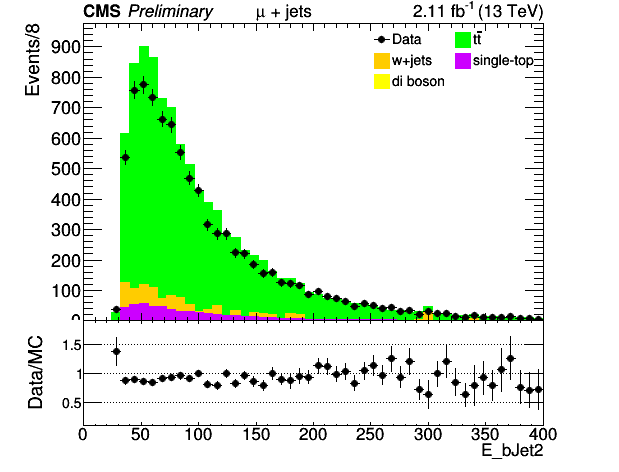 CMS Preliminary μ + jets 2.11 fb⁻¹ (13 TeV)
Events/8
900
800
700
600
500
400
300
200
100
0
Data
tt̄
w+jets
single-top
di boson
Data/MC
1.5
1
0.5
0 50 100 150 200 250 300 350 400
E_bJet2